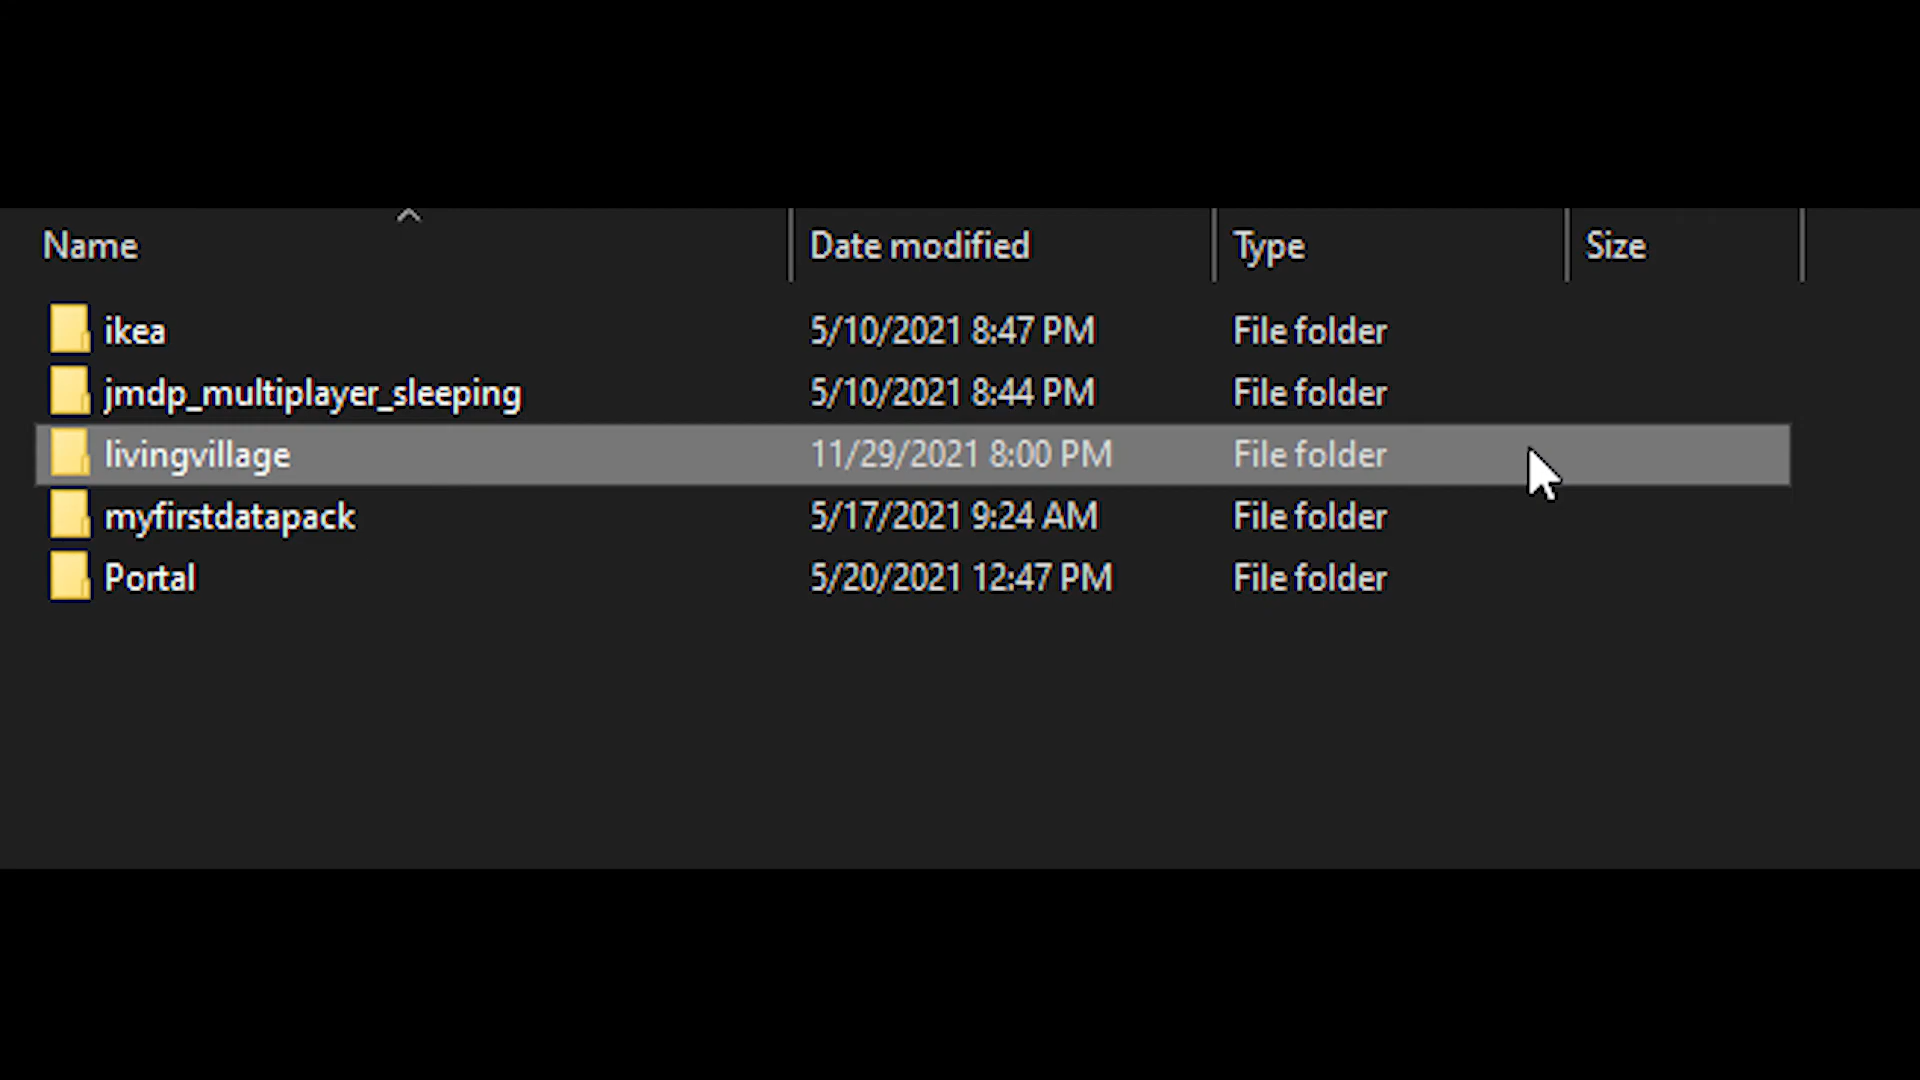 Name Date modified Type Size
ikea 5/10/2021 8:47 PM File folder
jmdp_multiplayer_sleeping 5/10/2021 8:44 PM File folder
livingvillage 11/29/2021 8:00 PM File folder
myfirstdatapack 5/17/2021 9:24 AM File folder
Portal 5/20/2021 12:47 PM File folder